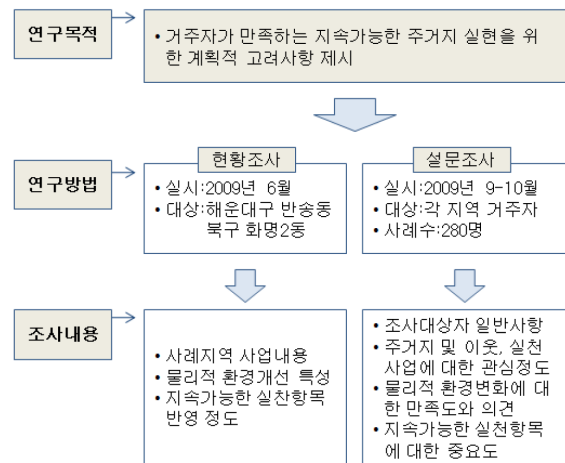 연구목적
• 거주자가 만족하는 지속가능한 주거지 실현을 위
한 계획적 고려사항 제시
연구방법
현황조사
• 실시:2009년 6월
• 대상:해운대구 반송동
북구 화명2동
설문조사
• 실시:2009년 9-10월
• 대상:각 지역 거주자
• 사례수:280명
조사내용
• 사례지역 사업내용
• 물리적 환경개선 특성
• 지속가능한 실찬항목
반영 정도
• 조사대상자 일반사항
• 주거지 및 이웃, 실천
사업에 대한 관심정도
• 물리적 환경변화에 대
한 만족도와 의견
• 지속가능한 실천항목
에 대한 중요도